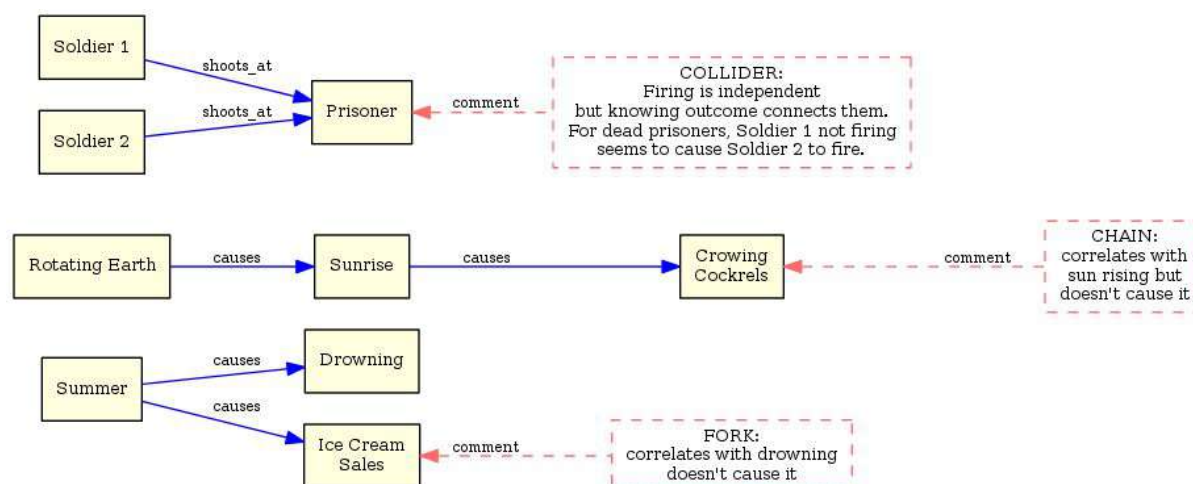 Soldier 1
shoots_at
Soldier 2
shoots_at
Prisoner
comment
COLLIDER:
Firing is independent
but knowing outcome connects them.
For dead prisoners, Soldier 1 not firing
seems to cause Soldier 2 to fire.
Rotating Earth
causes
Sunrise
causes
Crowing
Cockrels
comment
CHAIN:
correlates with
sun rising but
doesn't cause it
Summer
causes
Drowning
causes
Ice Cream
Sales
comment
FORK:
correlates with drowning
doesn't cause it